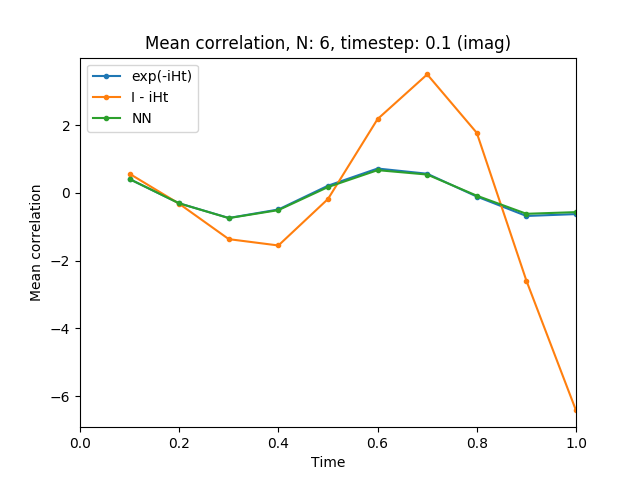 Mean correlation, N: 6, timestep: 0.1 (imag)
exp(-iHt)
I - iHt
NN
Mean correlation
2
0
−2
−4
−6
0.0 0.2 0.4 0.6 0.8 1.0
Time